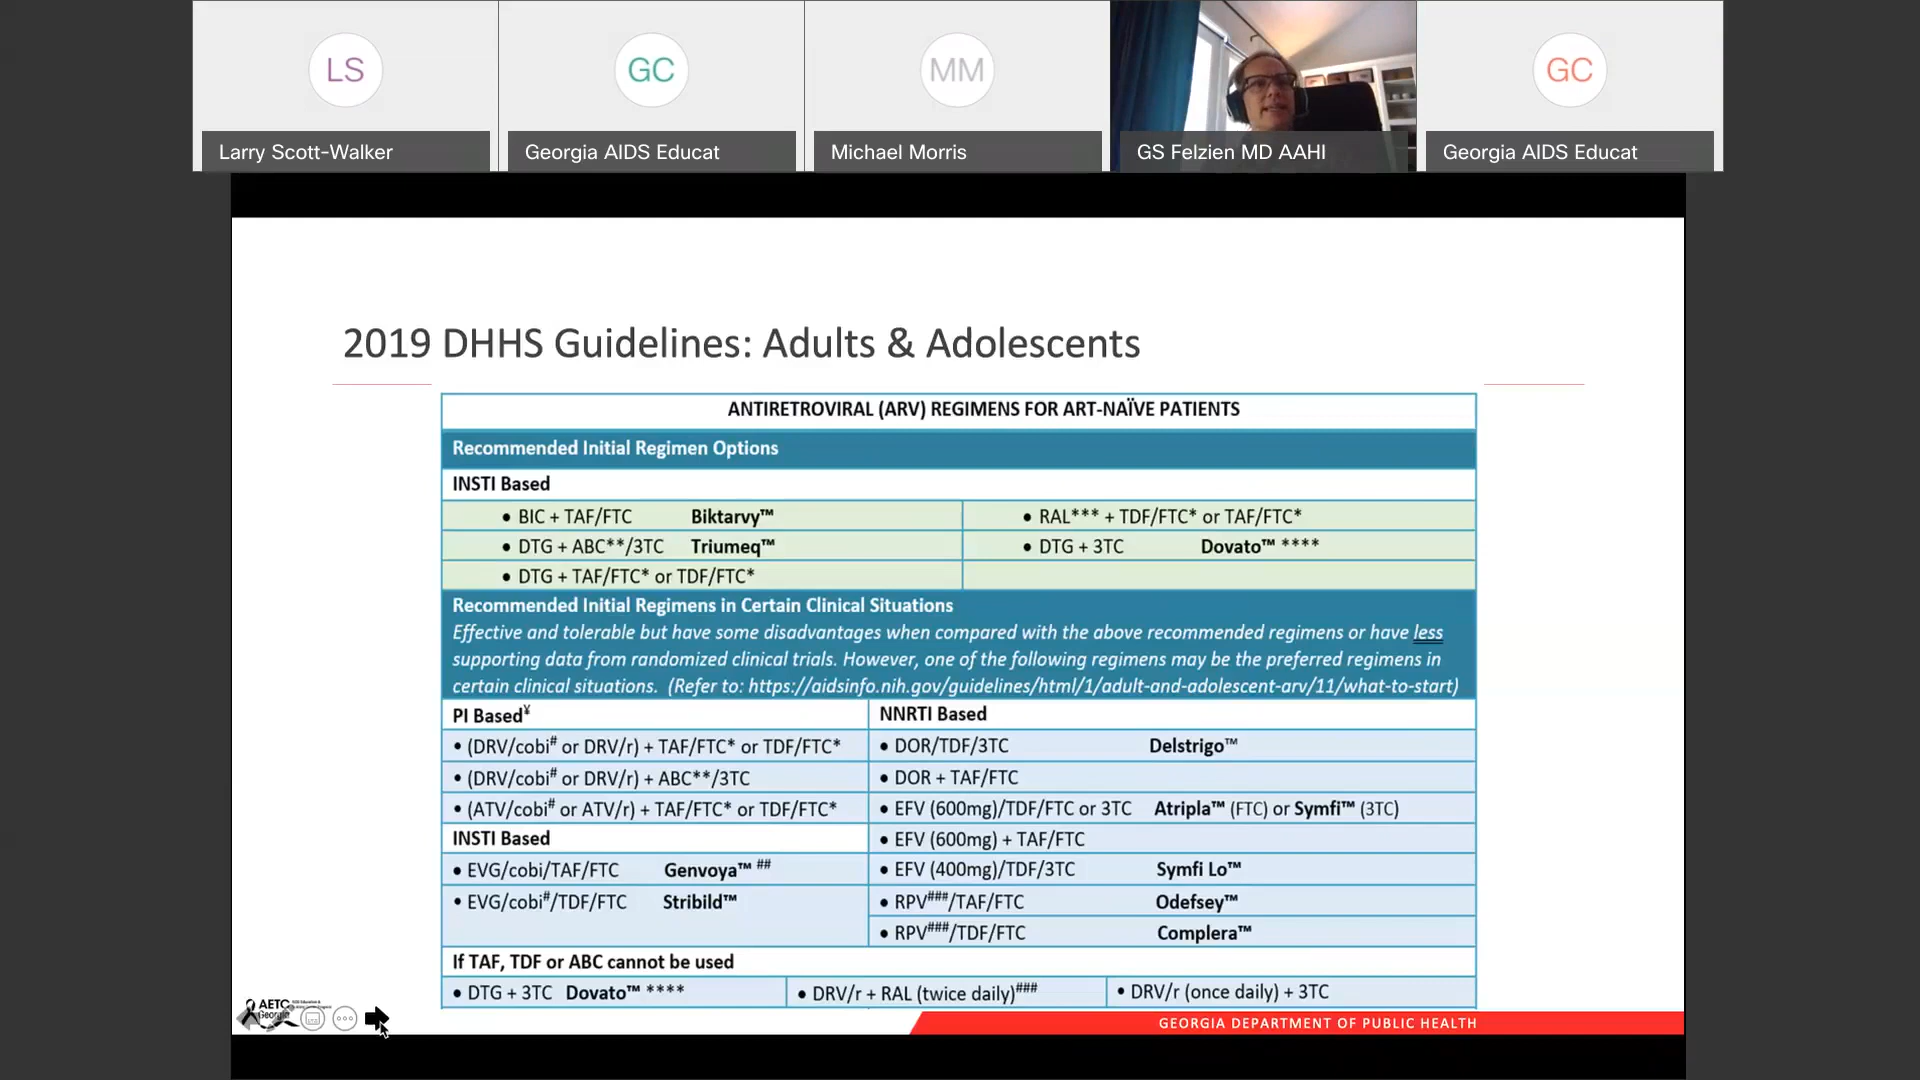 LS
GC
MM
GC
Larry Scott-Walker
Georgia AIDS Educat
Michael Morris
GS Felzien MD AAHI
Georgia AIDS Educat
2019 DHHS Guidelines: Adults & Adolescents
ANTIRETROVIRAL (ARV) REGIMENS FOR ART-NAÏVE PATIENTS
Recommended Initial Regimen Options
INSTI Based
• BIC + TAF/FTC Biktarvy™
• RAL*** + TDF/FTC* or TAF/FTC*
• DTG + ABC**/3TC Triumeq™
• DTG + 3TC Dovato™ ****
• DTG + TAF/FTC* or TDF/FTC*
Recommended Initial Regimens in Certain Clinical Situations
Effective and tolerable but have some disadvantages when compared with the above recommended regimens or have less
supporting data from randomized clinical trials. However, one of the following regimens may be the preferred regimens in
certain clinical situations. (Refer to: https://aidsinfo.nih.gov/guidelines/html/1/adult-and-adolescent-arv/11/what-to-start)
PI Based¥
• (DRV/cobi# or DRV/r) + TAF/FTC* or TDF/FTC*
• (DRV/cobi# or DRV/r) + ABC**/3TC
• (ATV/cobi# or ATV/r) + TAF/FTC* or TDF/FTC*
INSTI Based
• EVG/cobi/TAF/FTC Genvoya™ ##
• EVG/cobi#/TDF/FTC Stribild™
NNRTI Based
• DOR/TDF/3TC Delstrigo™
• DOR + TAF/FTC
• EFV (600mg)/TDF/FTC or 3TC Atripla™ (FTC) or Symfi™ (3TC)
• EFV (600mg) + TAF/FTC
• EFV (400mg)/TDF/3TC Symfi Lo™
• RPV###/TAF/FTC Odefsey™
• RPV###/TDF/FTC Complera™
If TAF, TDF or ABC cannot be used
• DTG + 3TC Dovato™ ****
• DRV/r + RAL (twice daily)###
• DRV/r (once daily) + 3TC
AETC
Georgia
GEORGIA DEPARTMENT OF PUBLIC HEALTH